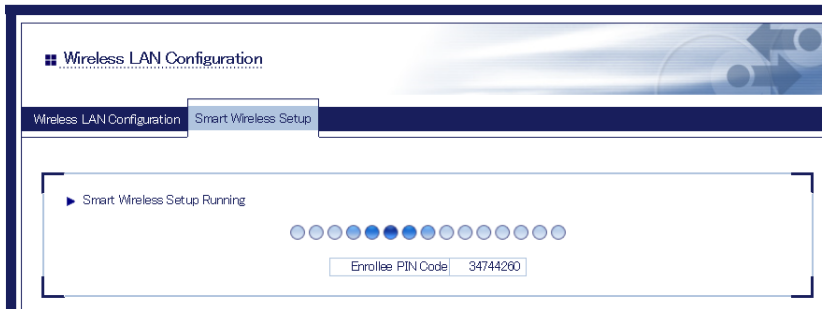 Wireless LAN Configuration
Wireless LAN Configuration Smart Wireless Setup
Smart Wireless Setup Running
Enrollee PIN Code 34744260